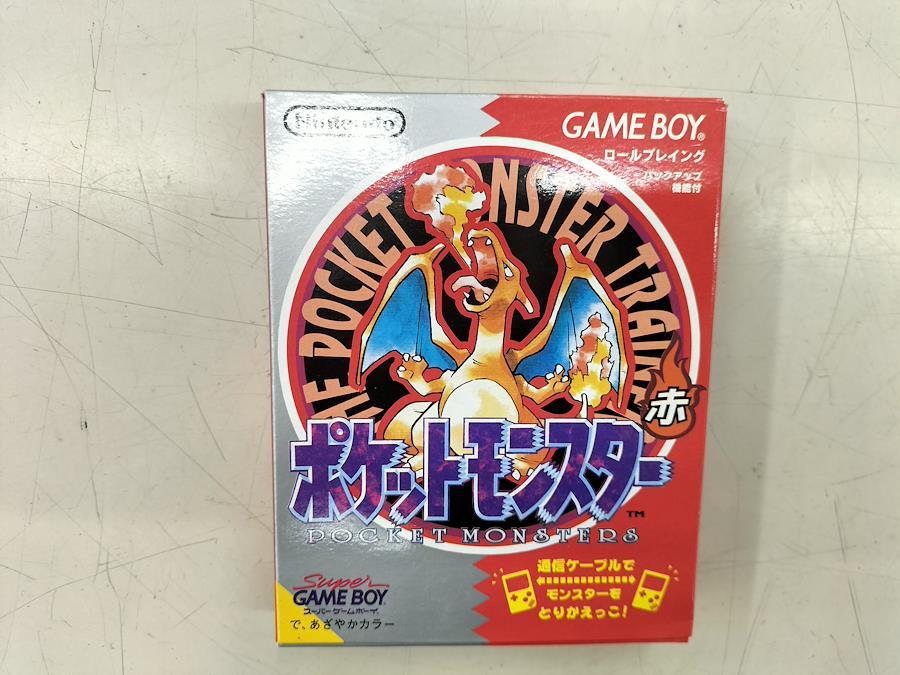 Nintendo
GAME BOY®
ロールプレイング
バックアップ
機能付
THE POCKET MONSTER TRAINER
赤
ポケットモンスター
TM
POCKET MONSTERS
通信ケーブルで
モンスターを
とりかえっこ!
Super
GAME BOY
スーパーゲームボーイ
で、あざやかカラー